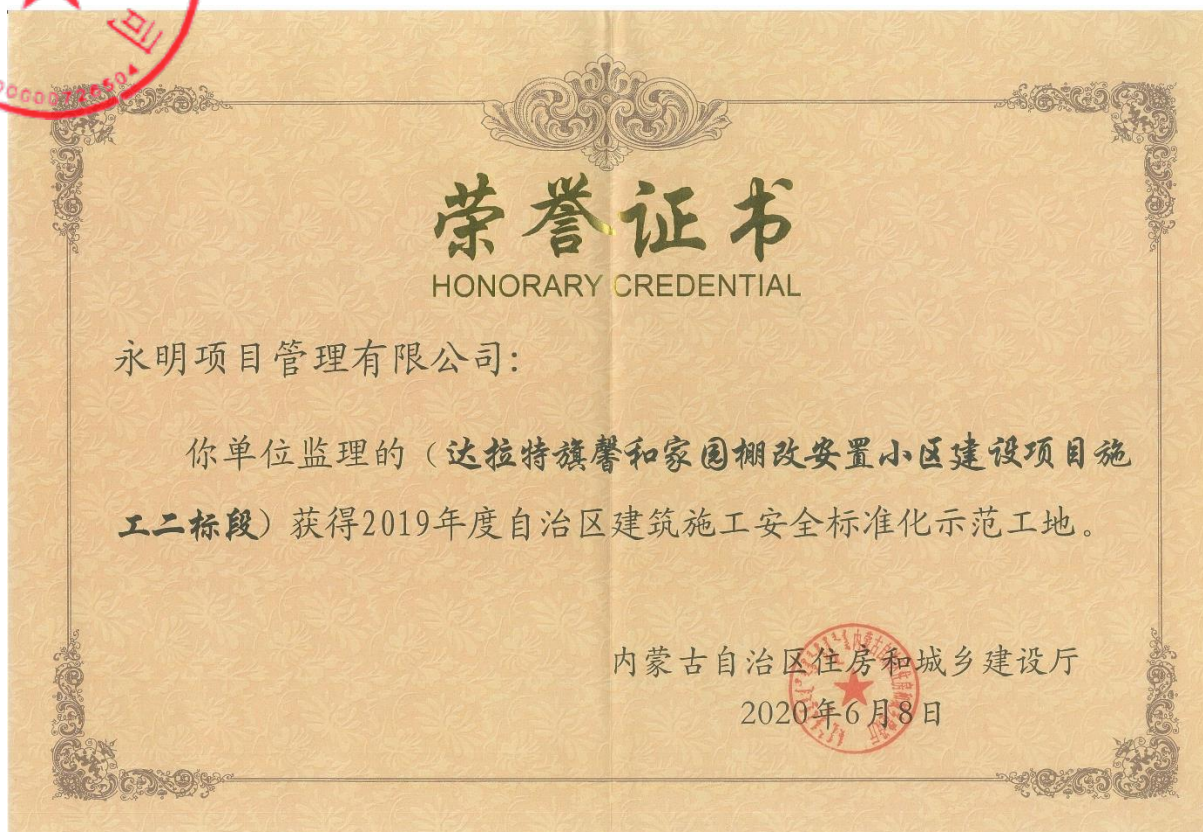 司
荣誉证书
HONORARY CREDENTIAL
永明项目管理有限公司:
你单位监理的（达拉特旗馨和家园棚改安置小区建设项目施
工二标段）获得2019年度自治区建筑施工安全标准化示范工地。
内蒙古自治区住房和城乡建设厅
2020年6月8日